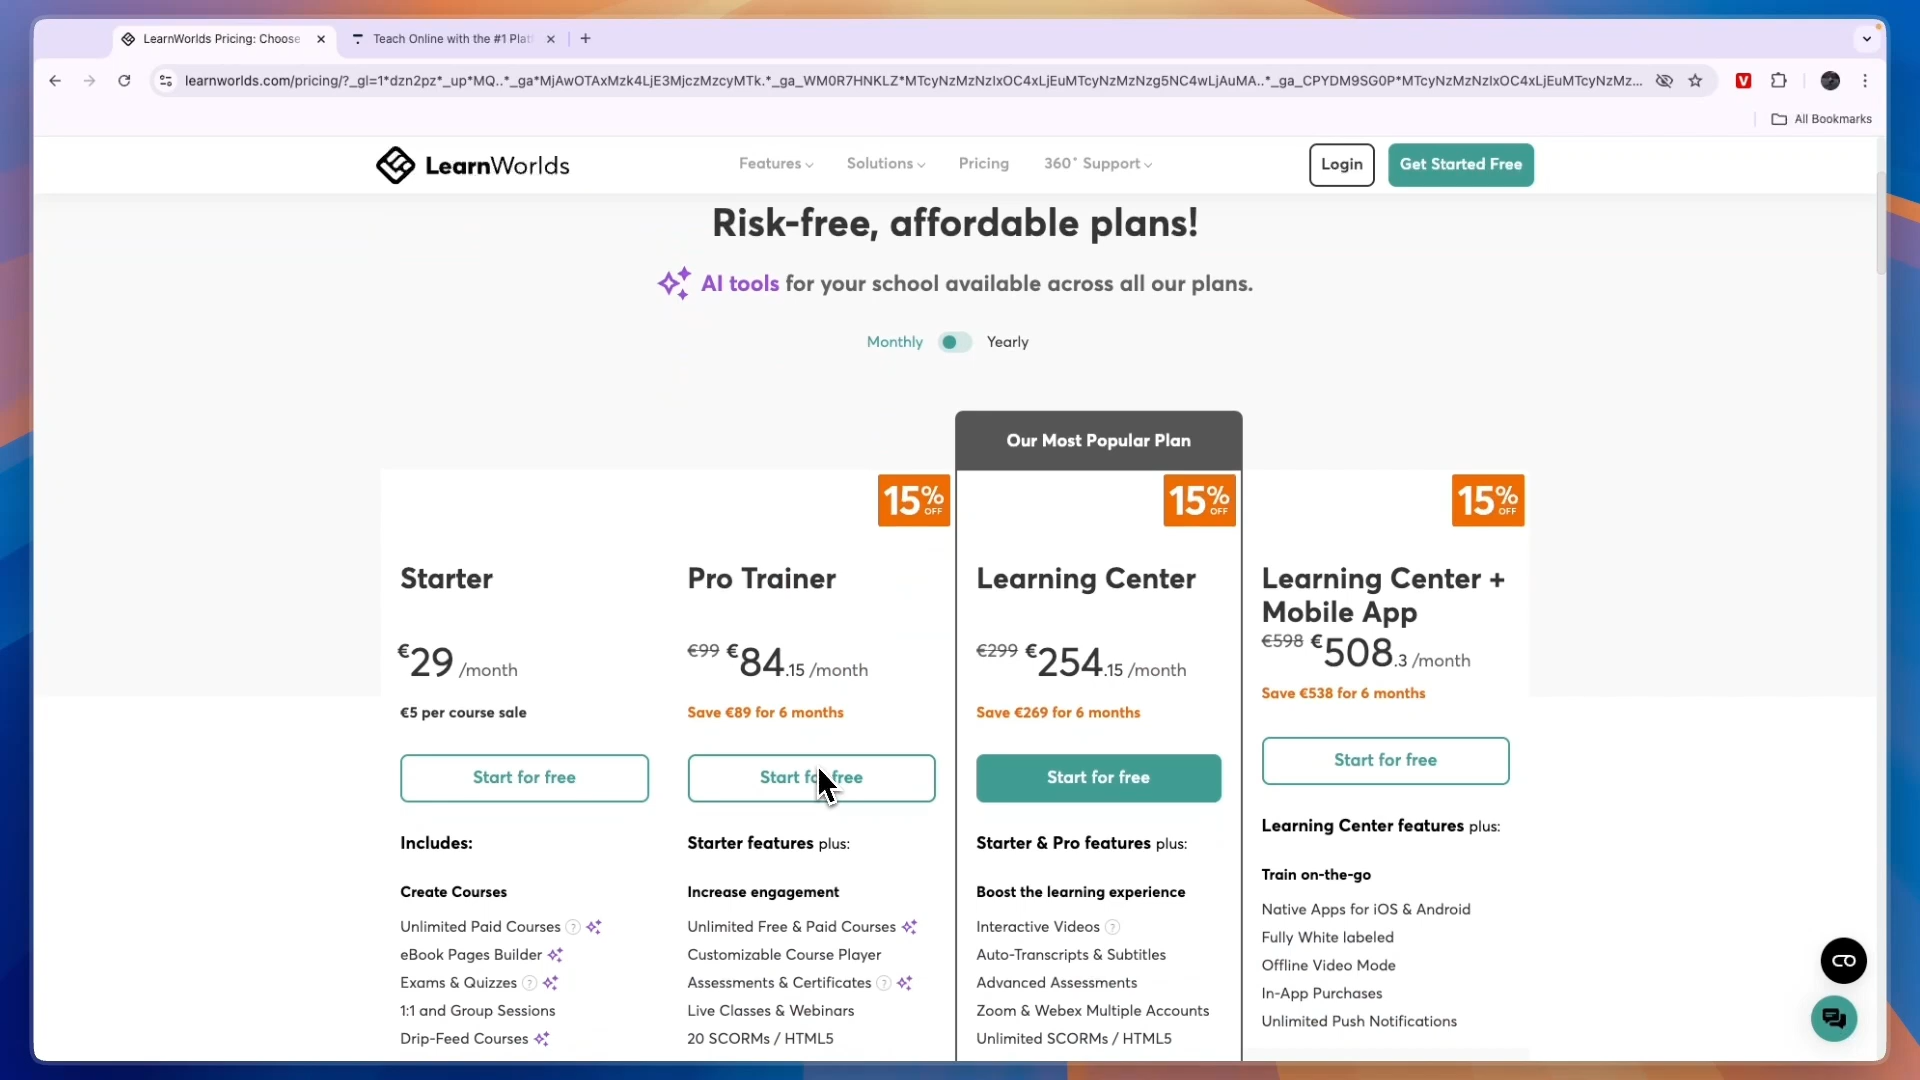 LearnWorlds Pricing: Choose
Teach Online with the #1 Plat
learnworlds.com/pricing/?_gl=1*dzn2pz*_up*MQ..*_ga*MjAwOTAxMzk4LjE3MjczMzcyMTk.*_ga_WM0R7HNKLZ*MTcyNzMzNzIxOC4xLjEuMTcyNzMzNzg5NC4wLjAuMA..*_ga_CPYDM9SG0P*MTcyNzMzNzIxOC4xLjEuMTcyNzMz...
All Bookmarks
LearnWorlds
Features
Solutions
Pricing
360° Support
Login
Get Started Free
Risk-free, affordable plans!
AI tools for your school available across all our plans.
Monthly
Yearly
Our Most Popular Plan
15% OFF
15% OFF
15% OFF
Starter
€29 /month
€5 per course sale
Start for free
Includes:
Create Courses
Unlimited Paid Courses ?
eBook Pages Builder
Exams & Quizzes ?
1:1 and Group Sessions
Drip-Feed Courses
Pro Trainer
€99 €84.15 /month
Save €89 for 6 months
Start for free
Starter features plus:
Increase engagement
Unlimited Free & Paid Courses
Customizable Course Player
Assessments & Certificates ?
Live Classes & Webinars
20 SCORMs / HTML5
Learning Center
€299 €254.15 /month
Save €269 for 6 months
Start for free
Starter & Pro features plus:
Boost the learning experience
Interactive Videos ?
Auto-Transcripts & Subtitles
Advanced Assessments
Zoom & Webex Multiple Accounts
Unlimited SCORMs / HTML5
Learning Center +
Mobile App
€598 €508.3 /month
Save €538 for 6 months
Start for free
Learning Center features plus:
Train on-the-go
Native Apps for iOS & Android
Fully White labeled
Offline Video Mode
In-App Purchases
Unlimited Push Notifications